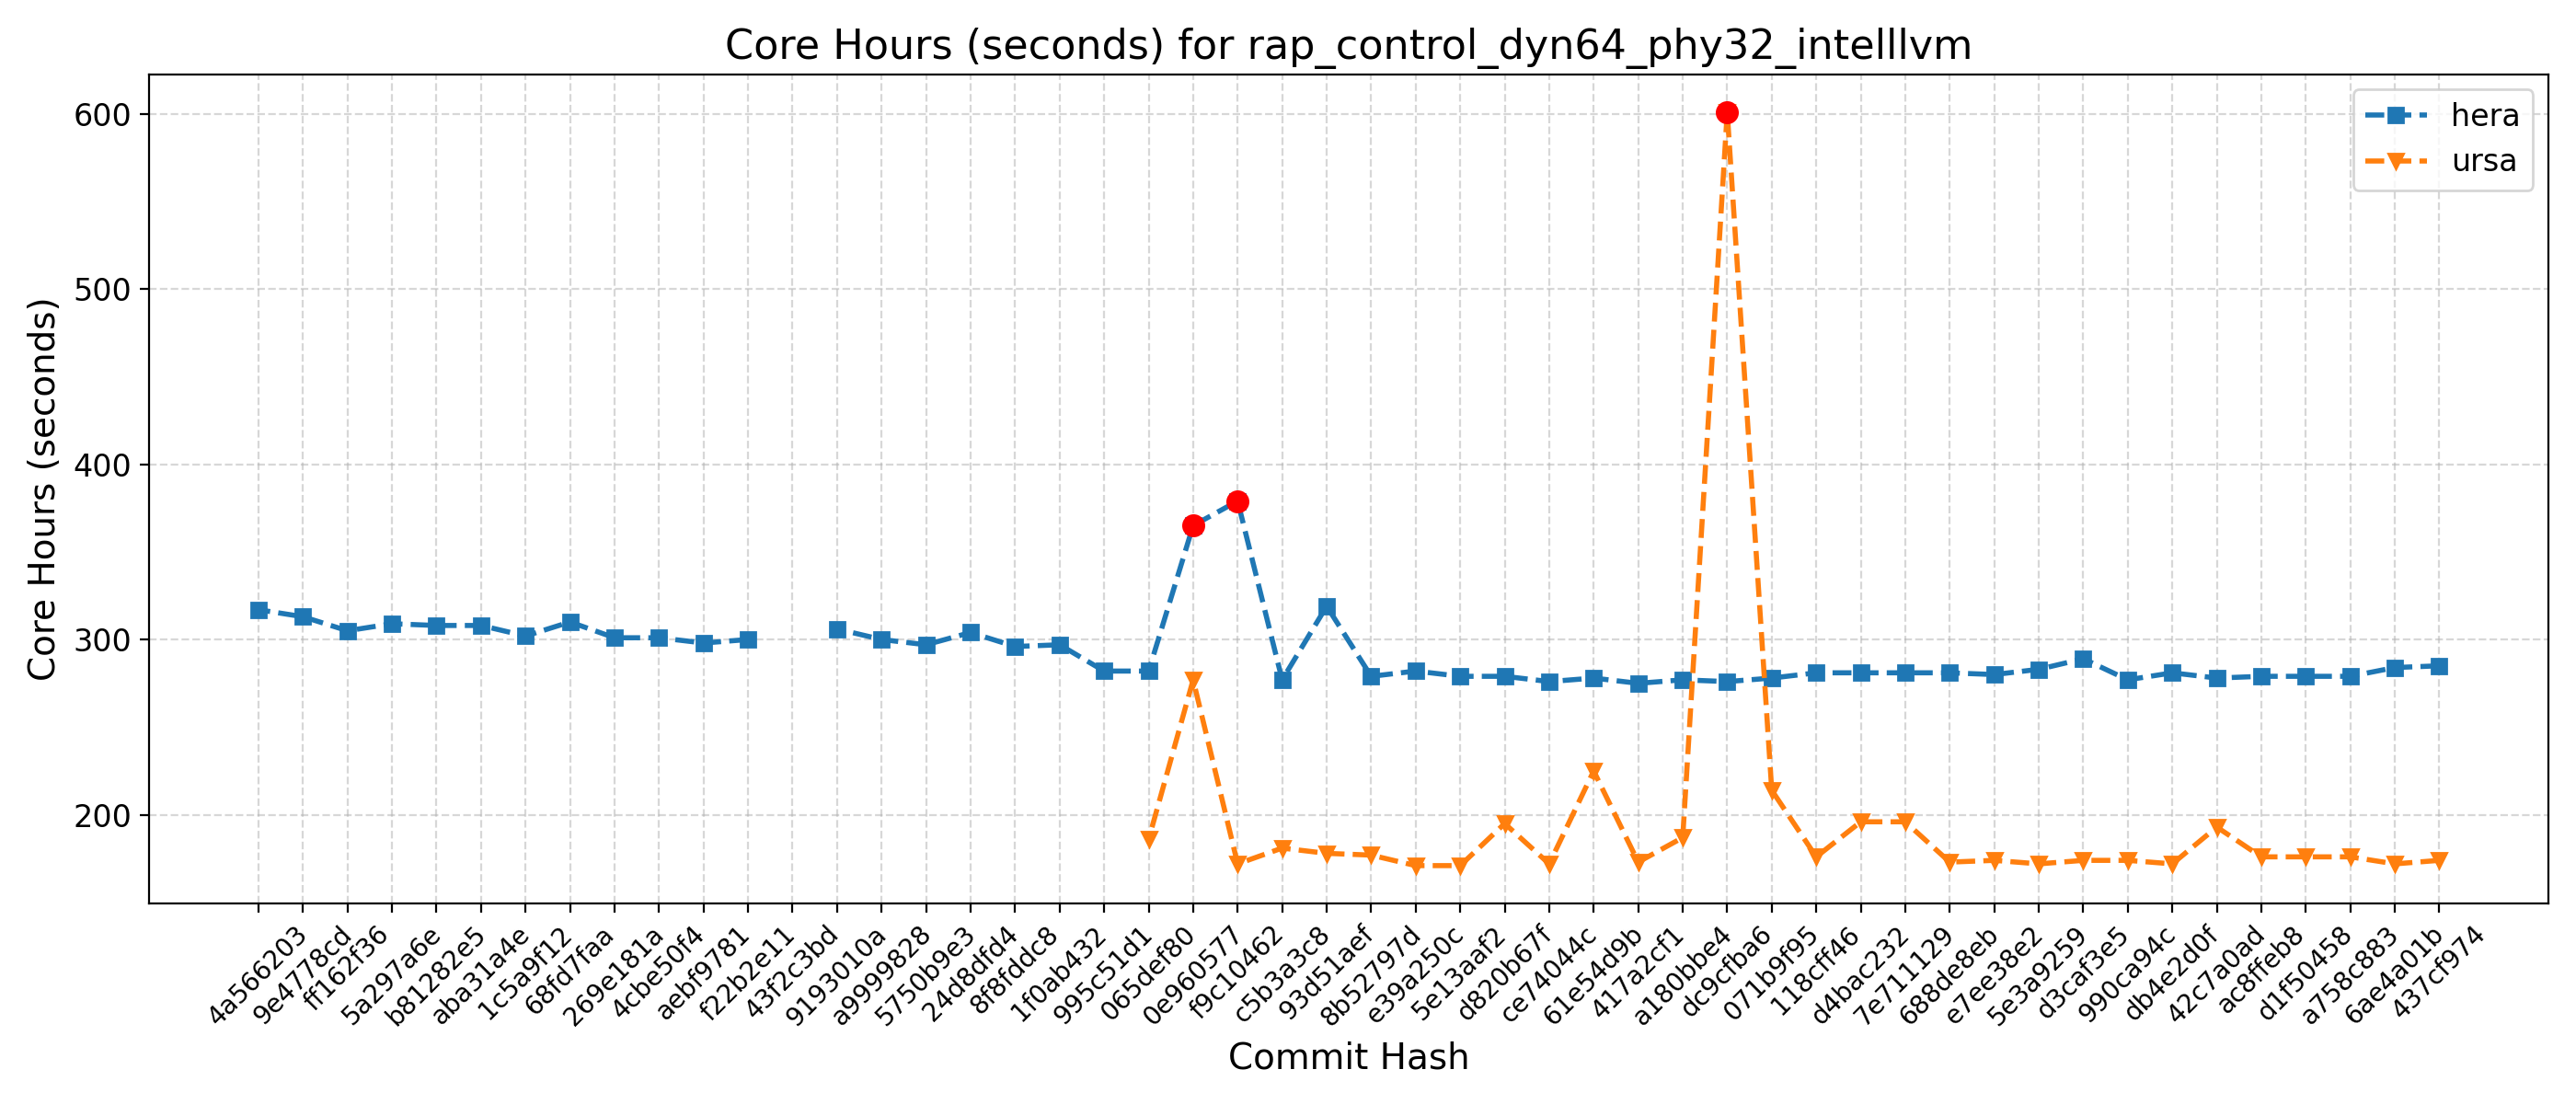 Core Hours (seconds) for rap_control_dyn64_phy32_intelllvm
hera
ursa
Core Hours (seconds)
600
500
400
300
200
4a566203
9e4778cd
ff162f36
5a297a6e
b81282e5
aba31a4e
1c5a9f12
68fd7faa
269e181a
4cbe50f4
aebf9781
f22b2e11
43f2c3bd
9193010a
a9999828
5750b9e3
24d8dfd4
8f8fddc8
1f0ab432
995c51d1
065def80
0e960577
f9c10462
c5b3a3c8
93d51aef
8b52797d
e39a250c
5e13aaf2
d820b67f
ce74044c
61e54d9b
417a2cf1
a180bbe4
dc9cfba6
071b9f95
118cff46
d4bac232
7e711129
688de8eb
e7ee38e2
5e3a9259
d3caf3e5
990ca94c
db4e2d0f
42c7a0ad
ac8ffeb8
d1f50458
a758c883
6ae4a01b
437cf974
Commit Hash